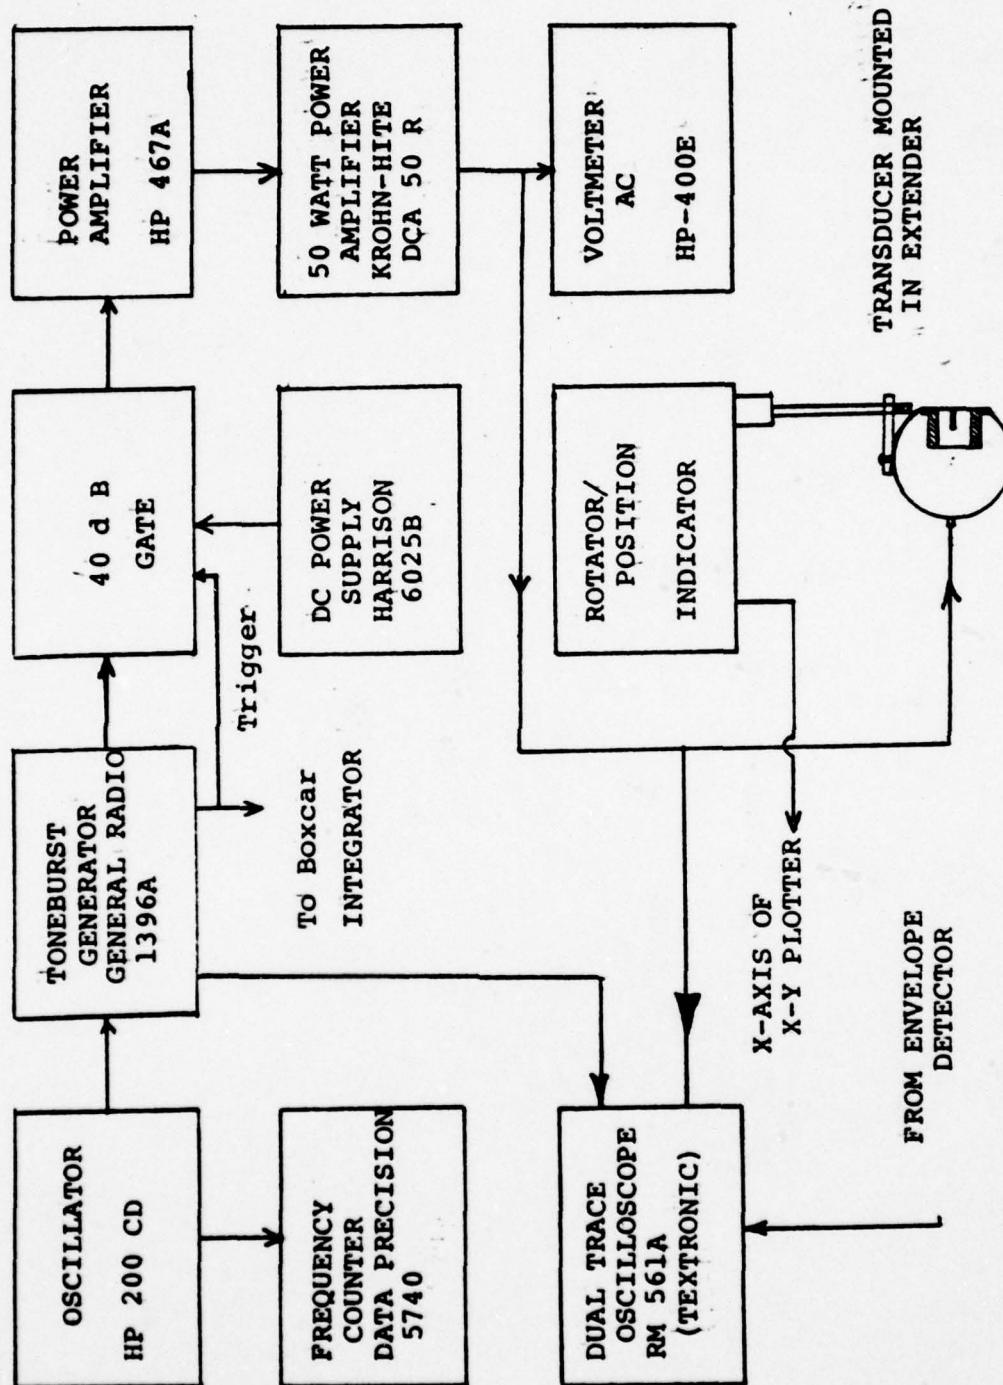 OSCILLATOR
HP 200 CD
TONEBURST
GENERATOR
GENERAL RADIO
1396A
40 d B
GATE
POWER
AMPLIFIER
HP 467A
FREQUENCY
COUNTER
DATA PRECISION
5740
Trigger
To Boxcar
INTEGRATOR
DC POWER
SUPPLY
HARRISON
6025B
50 WATT POWER
AMPLIFIER
KROHN-HITE
DCA 50 R
DUAL TRACE
OSCILLOSCOPE
RM 561A
(TEXTRONIC)
ROTATOR/
POSITION
INDICATOR
VOLTMETER
AC
HP-400E
X-AXIS OF
X-Y PLOTTER
FROM ENVELOPE
DETECTOR
TRANSDUCER MOUNTED
IN EXTENDER